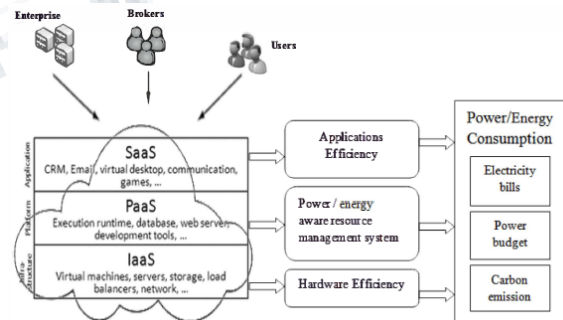 Enterprise
Brokers
Users
Application
SaaS
CRM, Email, virtual desktop, communication,
games, ...
Platform
PaaS
Execution runtime, database, web server,
development tools, ...
Infra-
structure
IaaS
Virtual machines, servers, storage, load
balancers, network, ...
Applications
Efficiency
Power / energy
aware resource
management system
Hardware Efficiency
Power/Energy
Consumption
Electricity
bills
Power
budget
Carbon
emission